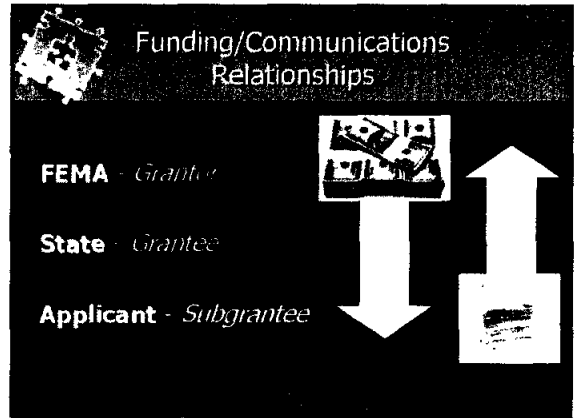 Funding/Communications
Relationships
FEMA - Grantor
State - Grantee
Applicant - Subgrantee